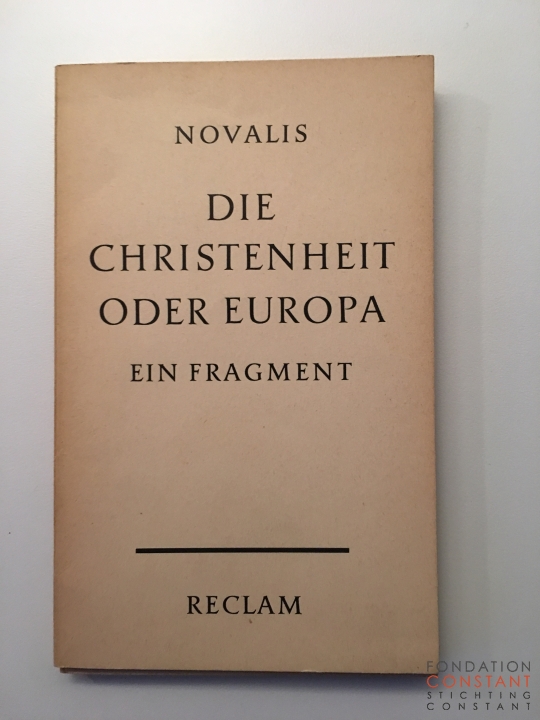 NOVALIS
DIE
CHRISTENHEIT
ODER EUROPA
EIN FRAGMENT
RECLAM
FONDATION
CONSTANT
STICHTING
CONSTANT